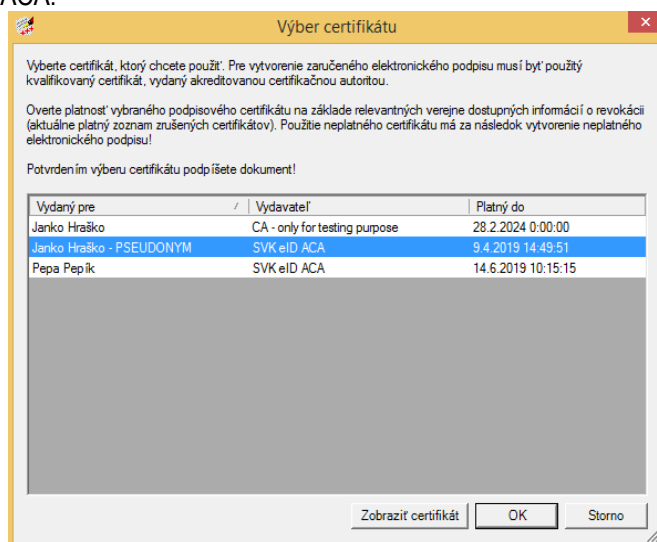 ACA.
Výber certifikátu
Vyberte certifikát, ktorý chcete použiť. Pre vytvorenie zaručeného elektronického podpisu musí byť použitý
kvalifikovaný certifikát, vydaný akreditovanou certifikačnou autoritou.
Overte platnosť vybraného podpisového certifikátu na základe relevantných verejne dostupných informácií o revokácii
(aktuálne platný zoznam zrušených certifikátov). Použitie neplatného certifikátu má za následok vytvorenie neplatného
elektronického podpisu!
Potvrdením výberu certifikátu podpíšete dokument!
Vydaný pre / Vydavateľ Platný do
Janko Hraško CA - only for testing purpose 28.2.2024 0:00:00
Janko Hraško - PSEUDONYM SVK eID ACA 9.4.2019 14:49:51
Pepa Pepík SVK eID ACA 14.6.2019 10:15:15
Zobraziť certifikát OK Storno